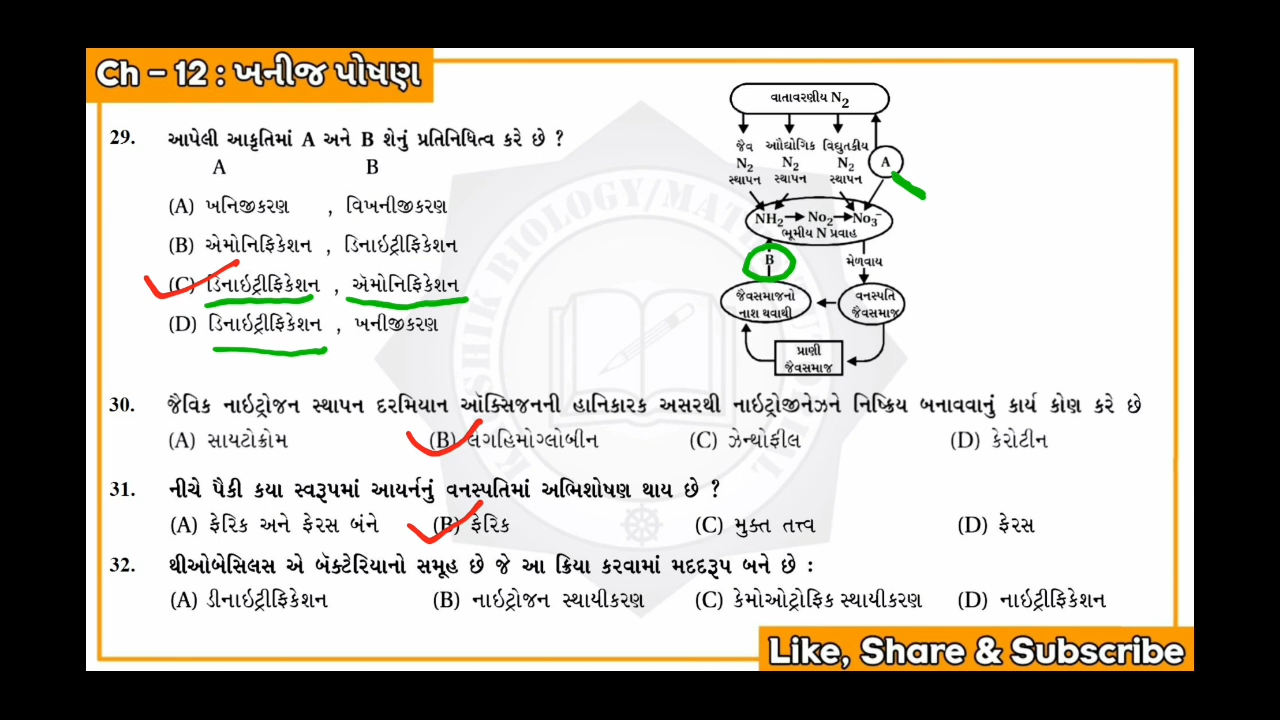 Ch – 12 : ખનીજ પોષણ
29. આપેલી આકૃતિમાં A અને B શેનું પ્રતિનિધિત્વ કરે છે ?
A B
(A) ખનિજીકરણ , વિખનીજીકરણ
(B) એમોનિફિકેશન , ડિનાઇટ્રીફિકેશન
(C) ડિનાઇટ્રીફિકેશન , ઍમોનિફિકેશન
(D) ડિનાઇટ્રીફિકેશન , ખનીજીકરણ
વાતાવરણીય N2
જૈવ ઔધોગિક વિદ્યુતકીય
N2 N2 N2
સ્થાપન સ્થાપન સ્થાપન
A
NH2 No2 No3⁻
ભૂમીય N પ્રવાહ
B મેળવાય
જૈવસમાજનો વનસ્પતિ
નાશ થવાથી જૈવસમાજ
પ્રાણી
જૈવસમાજ
30. જૈવિક નાઇટ્રોજન સ્થાપન દરમિયાન ઑક્સિજનની હાનિકારક અસરથી નાઇટ્રોજીનેઝને નિષ્ક્રિય બનાવવાનું કાર્ય કોણ કરે છે
(A) સાયટોક્રોમ (B) લેગહિમોગ્લોબીન (C) ઝેન્થોફીલ (D) કેરોટીન
31. નીચે પૈકી કયા સ્વરૂપમાં આયર્નનું વનસ્પતિમાં અભિશોષણ થાય છે ?
(A) ફેરિક અને ફેરસ બંને (B) ફેરિક (C) મુક્ત તત્ત્વ (D) ફેરસ
32. થીઓબેસિલસ એ બૅક્ટેરિયાનો સમૂહ છે જે આ ક્રિયા કરવામાં મદદરૂપ બને છે :
(A) ડીનાઇટ્રીફિકેશન (B) નાઇટ્રોજન સ્થાયીકરણ (C) કેમોઓટ્રોફિક સ્થાયીકરણ (D) નાઇટ્રીફિકેશન
Like, Share & Subscribe